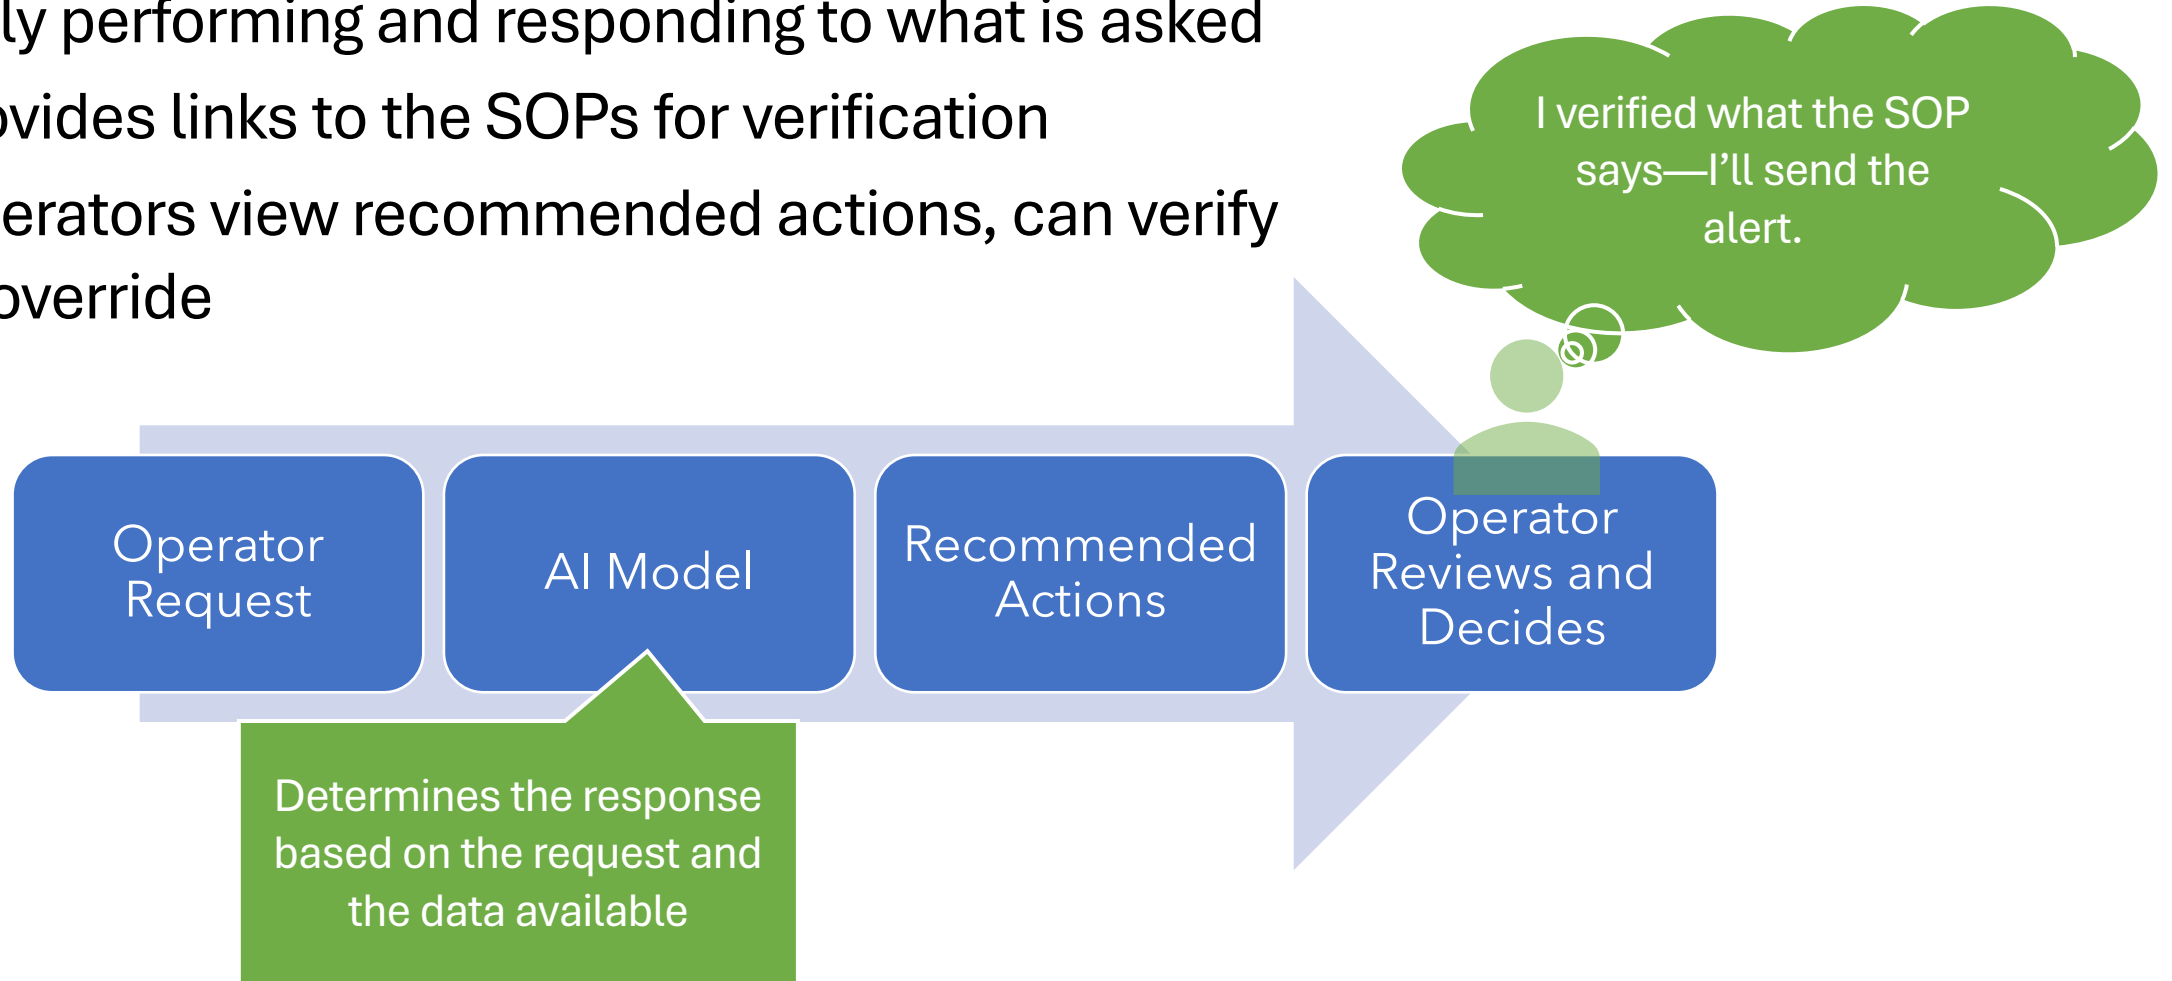 ly performing and responding to what is asked
ovides links to the SOPs for verification
erators view recommended actions, can verify
override
I verified what the SOP
says—I’ll send the
alert.
Operator
Request
AI Model
Recommended
Actions
Operator
Reviews and
Decides
Determines the response
based on the request and
the data available